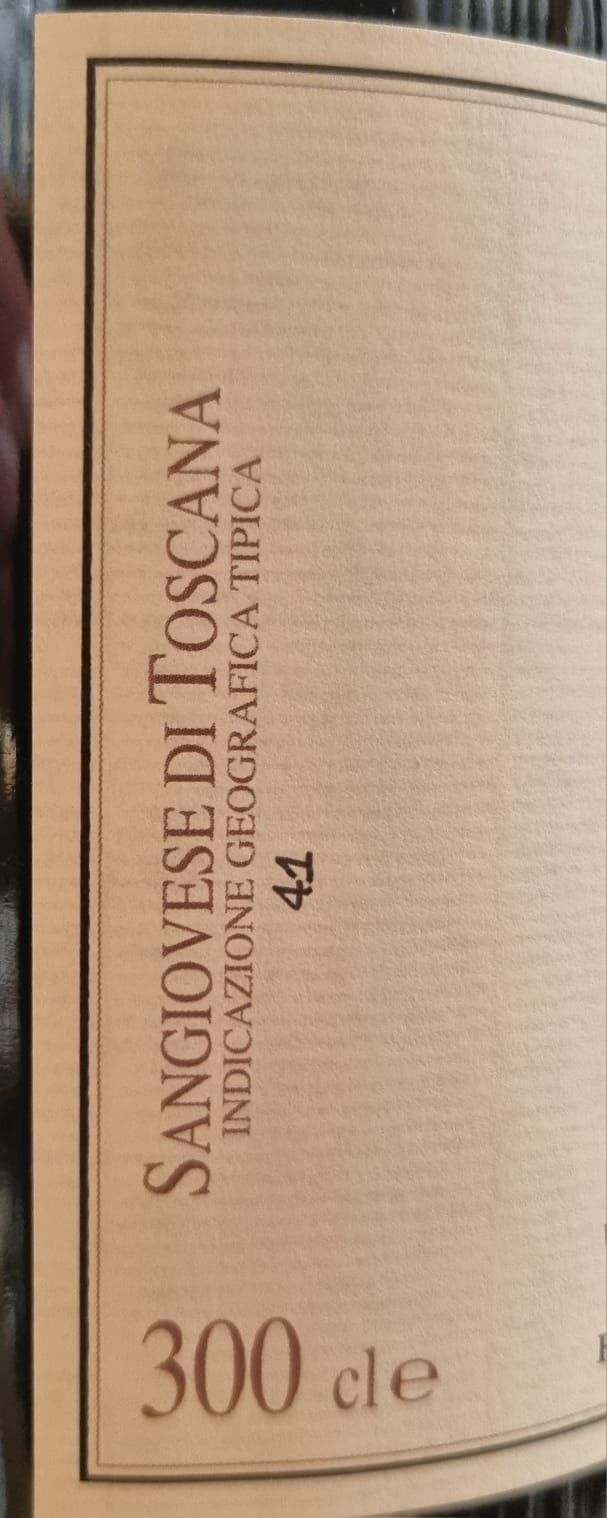 SANGIOVESE DI TOSCANA
INDICAZIONE GEOGRAFICA TIPICA
41
300 cl e